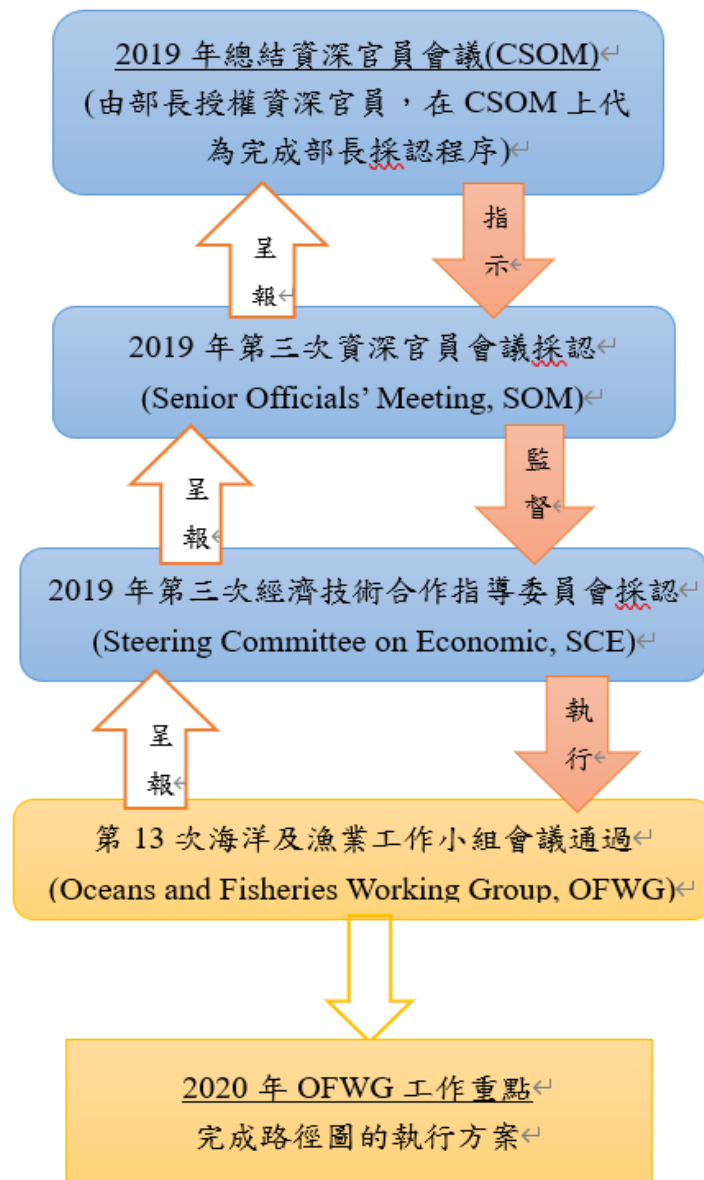 2019 年總結資深官員會議(CSOM)
(由部長授權資深官員，在 CSOM 上代
為完成部長採認程序)
呈
報
指
示
2019 年第三次資深官員會議採認
(Senior Officials’ Meeting, SOM)
呈
報
監
督
2019 年第三次經濟技術合作指導委員會採認
(Steering Committee on Economic, SCE)
呈
報
執
行
第 13 次海洋及漁業工作小組會議通過
(Oceans and Fisheries Working Group, OFWG)
2020 年 OFWG 工作重點
完成路徑圖的執行方案